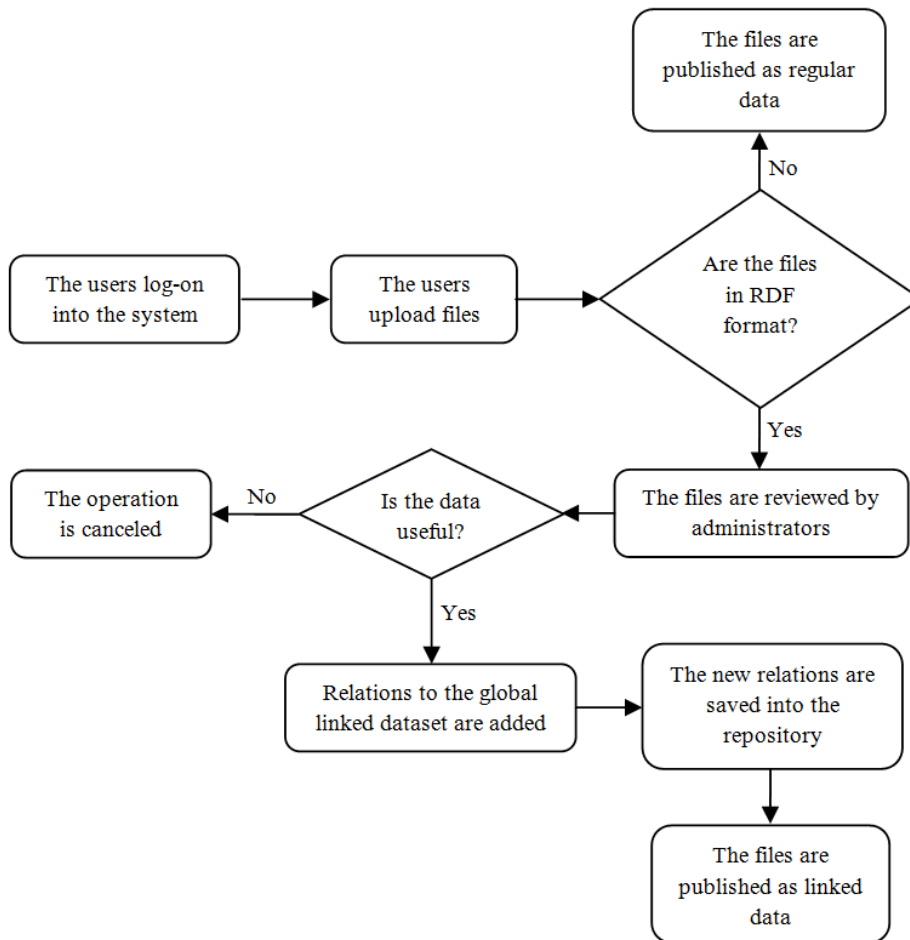 The files are
published as regular
data
No
The users log-on
into the system
The users
upload files
Are the files
in RDF
format?
Yes
The files are reviewed by
administrators
Is the data
useful?
No
The operation
is canceled
Yes
Relations to the global
linked dataset are added
The new relations are
saved into the
repository
The files are
published as linked
data